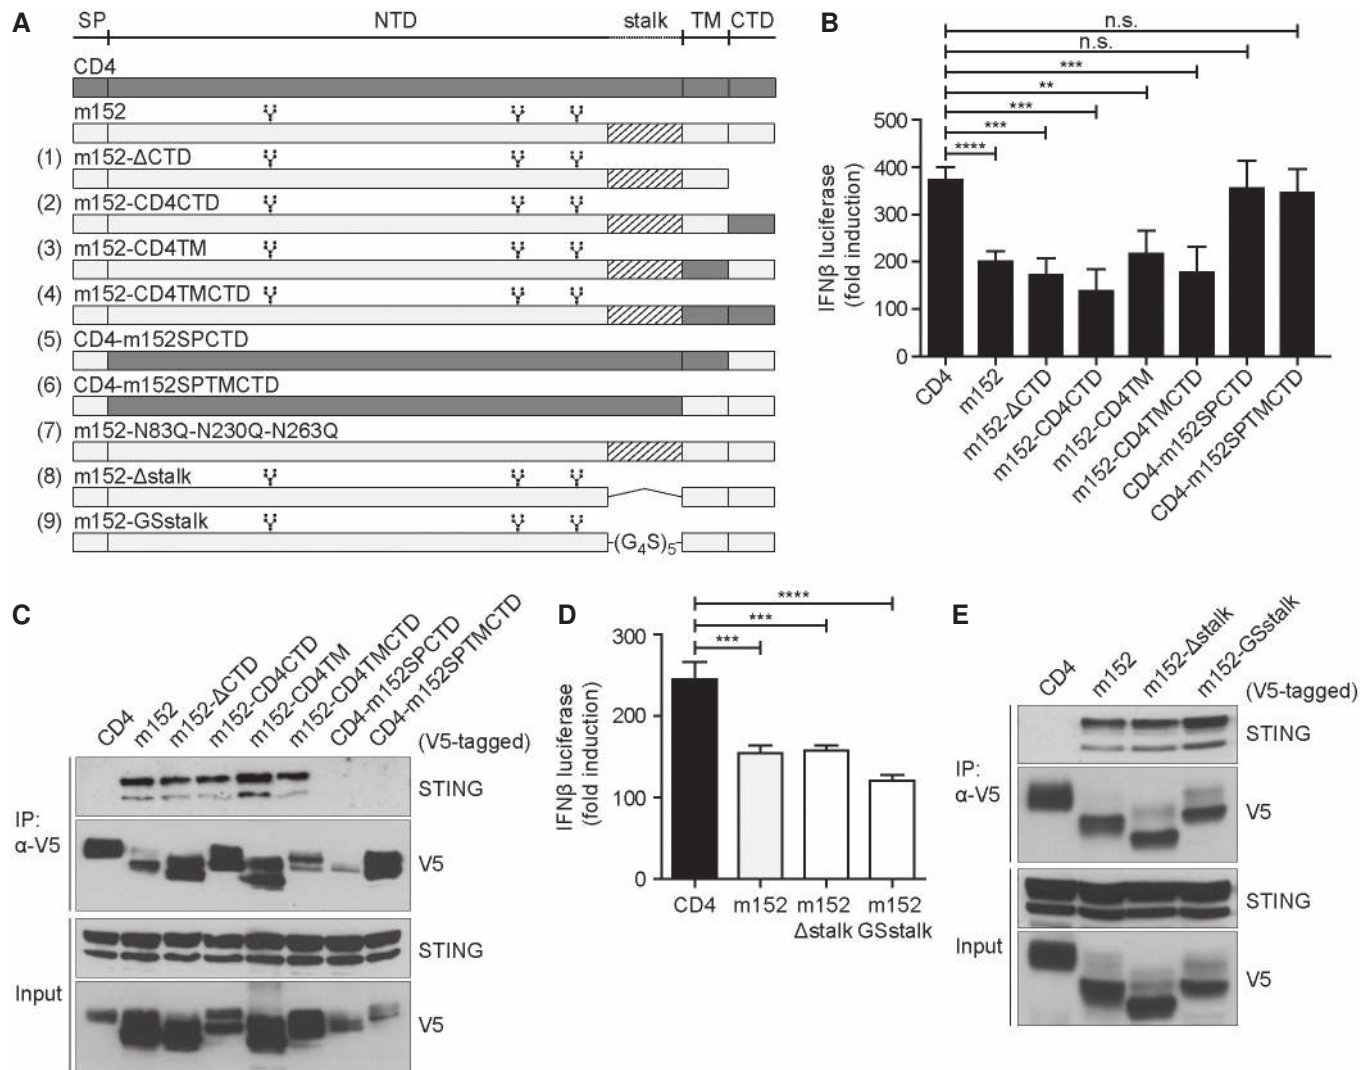 A
SP NTD stalk TM CTD
CD4
m152
(1) m152-ΔCTD
(2) m152-CD4CTD
(3) m152-CD4TM
(4) m152-CD4TMCTD
(5) CD4-m152SPCTD
(6) CD4-m152SPTMCTD
(7) m152-N83Q-N230Q-N263Q
(8) m152-Δstalk
(9) m152-GSstalk
(G4S)5
B
n.s.
n.s.
***
**
***
***
****
IFNβ luciferase
(fold induction)
500
400
300
200
100
0
CD4
m152
m152-ΔCTD
m152-CD4CTD
m152-CD4TM
m152-CD4TMCTD
CD4-m152SPCTD
CD4-m152SPTMCTD
C
CD4
m152
m152-ΔCTD
m152-CD4CTD
m152-CD4TM
m152-CD4TMCTD
CD4-m152SPCTD
CD4-m152SPTMCTD
(V5-tagged)
IP:
α-V5
STING
V5
Input
STING
V5
D
****
***
***
IFNβ luciferase
(fold induction)
300
200
100
0
CD4 m152 m152 m152
Δstalk GSstalk
E
CD4
m152
m152-Δstalk
m152-GSstalk
(V5-tagged)
IP:
α-V5
STING
V5
Input
STING
V5